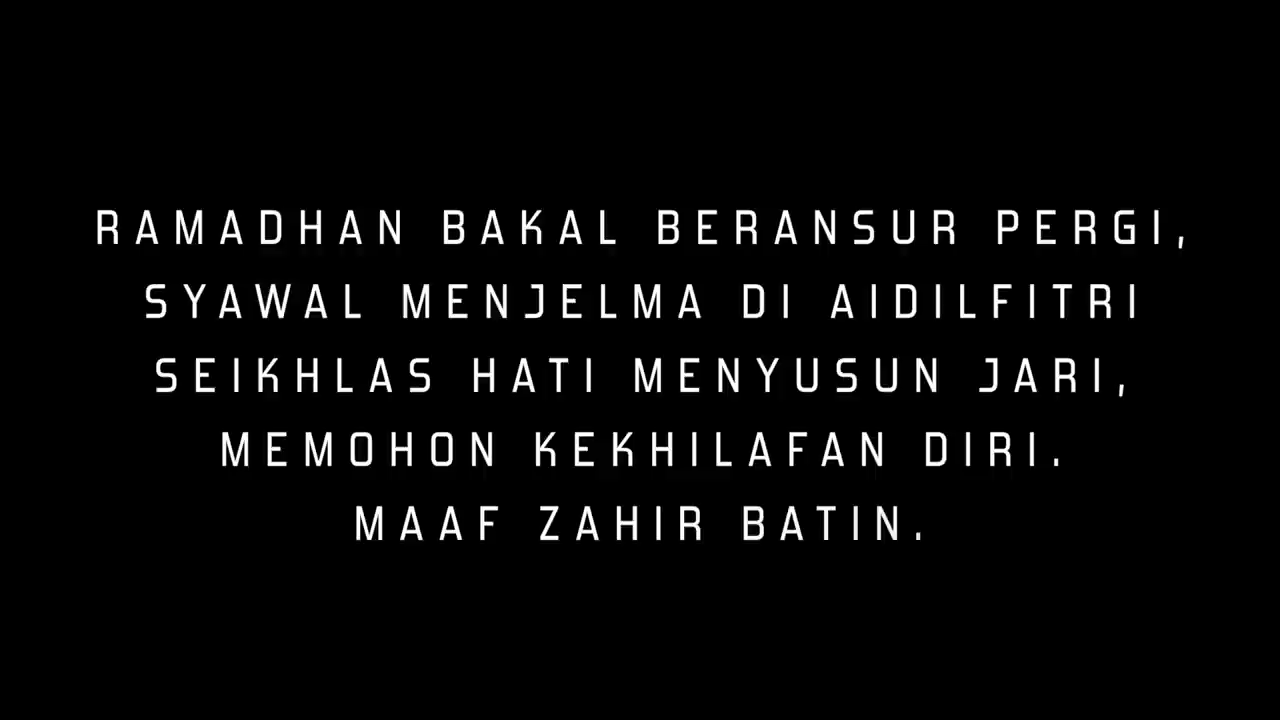 RAMADHAN BAKAL BERANSUR PERGI,
SYAWAL MENJELMA DI AIDILFITRI
SEIKHLAS HATI MENYUSUN JARI,
MEMOHON KEKHILAFAN DIRI.
MAAF ZAHIR BATIN.